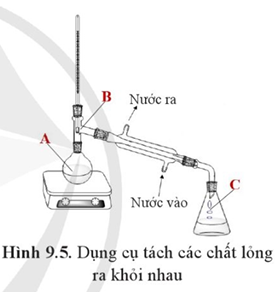 B
Nước ra
A
C
Nước vào
Hình 9.5. Dụng cụ tách các chất lỏng
ra khỏi nhau